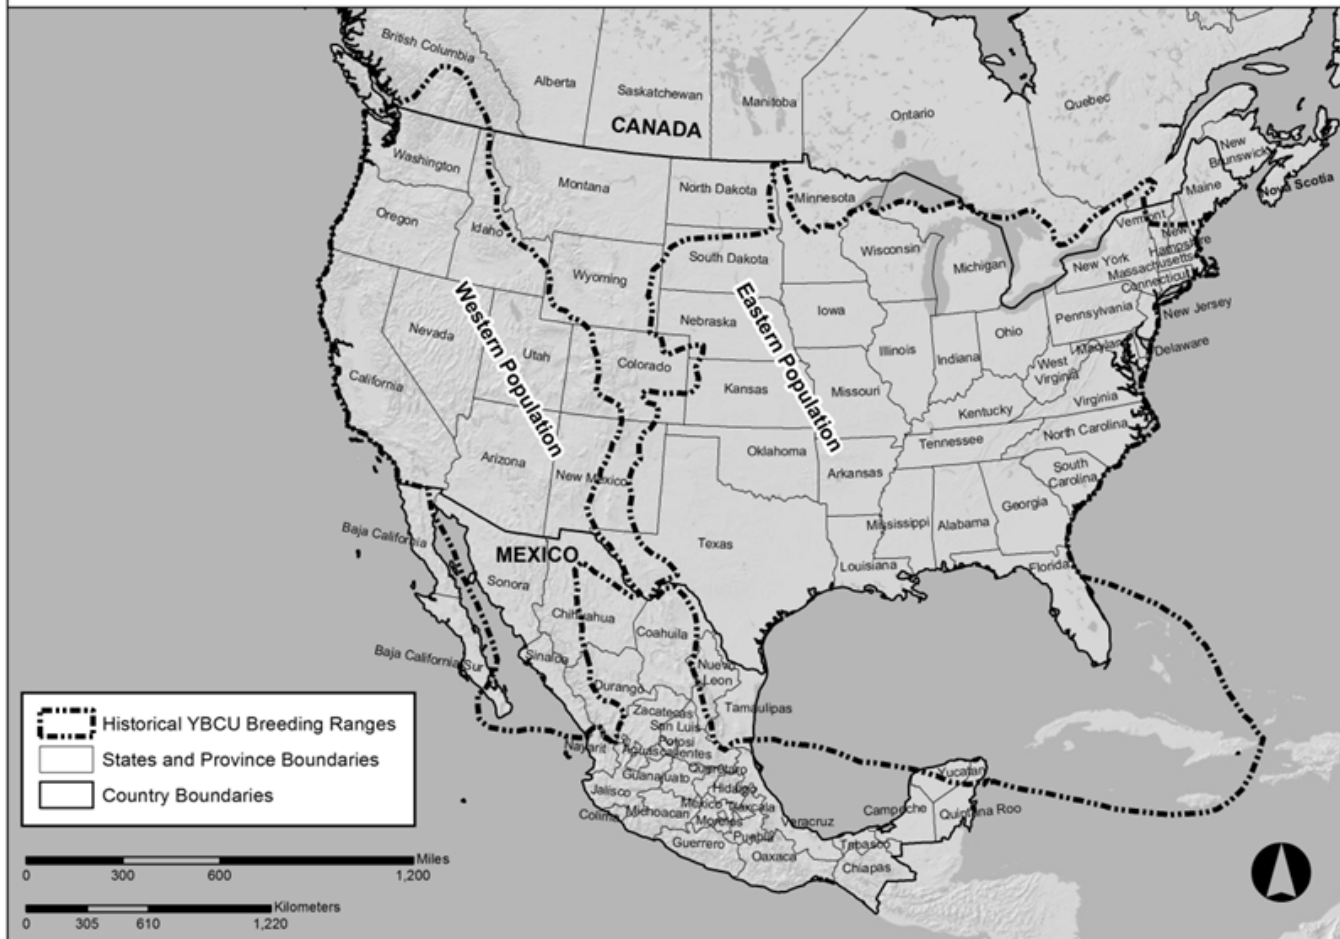 British Columbia
Alberta
Saskatchewan
Manitoba
Ontario
Quebec
CANADA
New
Brunswick
Nova Scotia
Maine
Washington
Montana
North Dakota
Minnesota
Vermont
New
Hampshire
Oregon
Idaho
Wyoming
South Dakota
Wisconsin
Michigan
New York
Massachusetts
Connecticut
Nevada
Utah
Colorado
Nebraska
Iowa
Illinois
Indiana
Ohio
Pennsylvania
New Jersey
Maryland
Delaware
West
Virginia
Virginia
California
Kansas
Missouri
Kentucky
Western Population
Eastern Population
Arizona
New Mexico
Oklahoma
Arkansas
Tennessee
North Carolina
South
Carolina
Texas
Mississippi
Alabama
Georgia
Louisiana
Florida
MEXICO
Baja California
Sonora
Chihuahua
Coahuila
Baja California Sur
Sinaloa
Nuevo
Leon
Durango
Tamaulipas
Zacatecas
San Luis
Potosi
Nayarit
Aguascalientes
Guanajuato
Queretaro
Hidalgo
Jalisco
Mexico
Tlaxcala
Colima
Michoacan
Morelos
Puebla
Veracruz
Guerrero
Oaxaca
Tabasco
Chiapas
Campeche
Yucatan
Quintana Roo
Historical YBCU Breeding Ranges
States and Province Boundaries
Country Boundaries
Miles
0 300 600 1,200
Kilometers
0 305 610 1,220